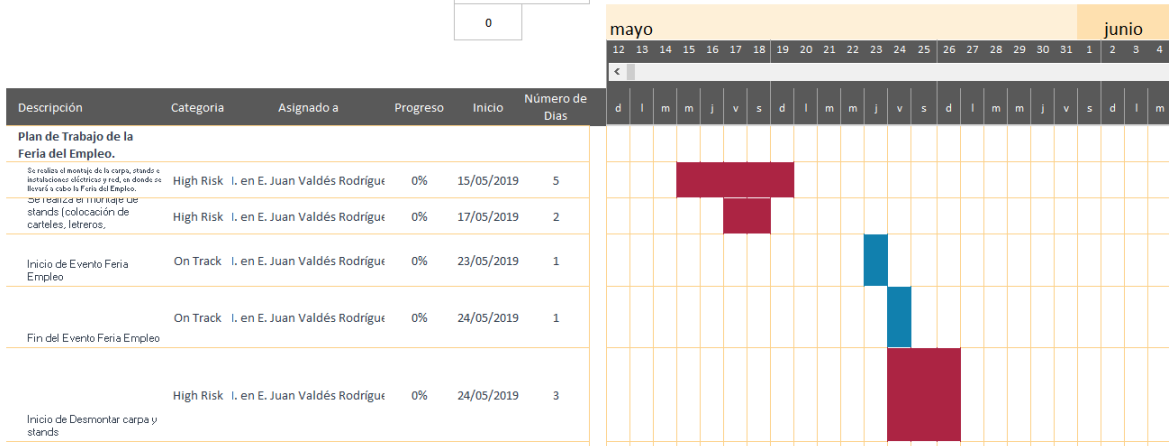 0
mayo junio
12 13 14 15 16 17 18 19 20 21 22 23 24 25 26 27 28 29 30 31 1 2 3 4
<
Descripción Categoria Asignado a Progreso Inicio Número de Dias d l m m j v s d l m m j v s d l m m j v s d l m
Plan de Trabajo de la
Feria del Empleo.
Se realiza el montaje de la carpa, stands e
instalaciones eléctricas y red, en donde se
llevará a cabo la Feria del Empleo.
High Risk I. en E. Juan Valdés Rodrígue 0% 15/05/2019 5
Se realiza el montaje de
stands (colocación de
carteles, letreros,
High Risk I. en E. Juan Valdés Rodrígue 0% 17/05/2019 2
Inicio de Evento Feria
Empleo
On Track I. en E. Juan Valdés Rodrígue 0% 23/05/2019 1
Fin del Evento Feria Empleo
On Track I. en E. Juan Valdés Rodrígue 0% 24/05/2019 1
Inicio de Desmontar carpa y
stands
High Risk I. en E. Juan Valdés Rodrígue 0% 24/05/2019 3